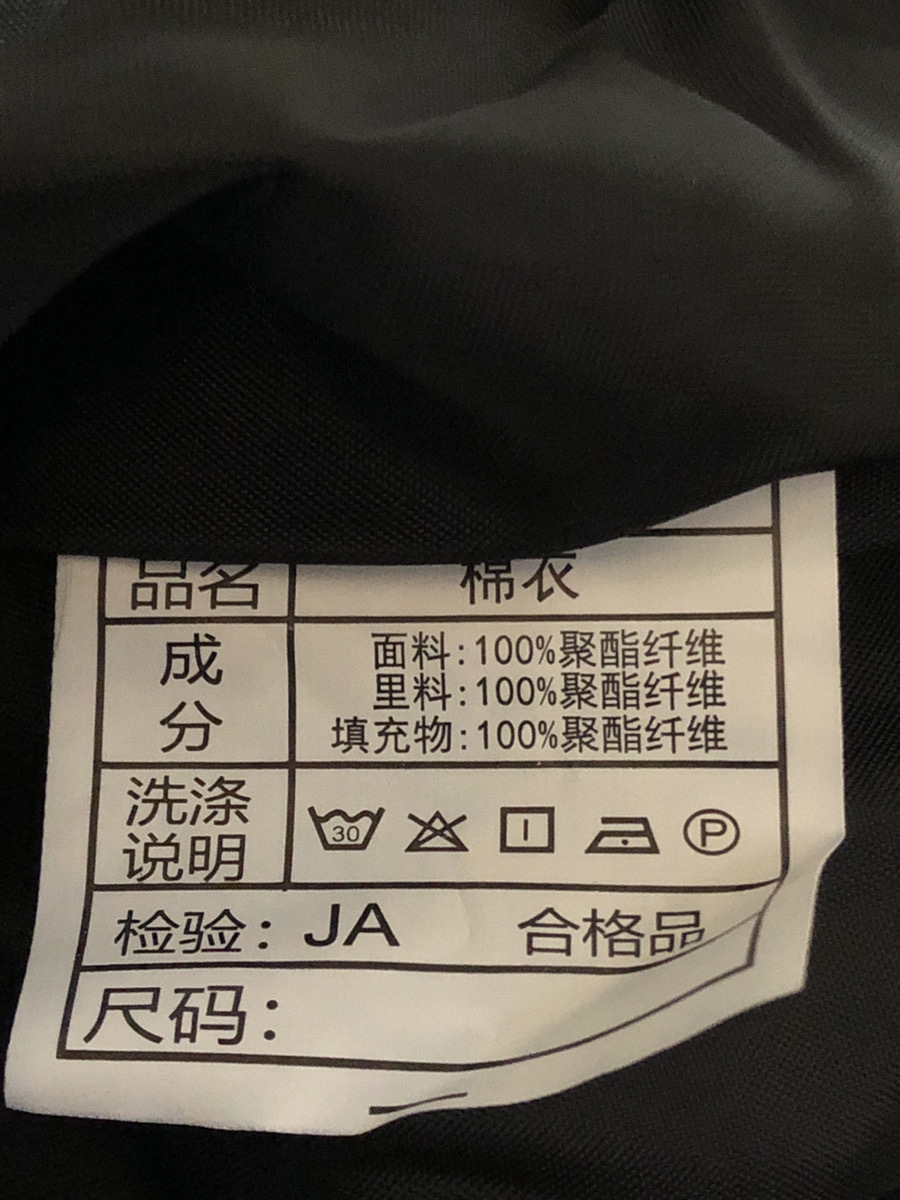 品名 棉衣
成分 面料:100%聚酯纤维
里料:100%聚酯纤维
填充物:100%聚酯纤维
洗涤说明 30 P
检验: JA 合格品
尺码: